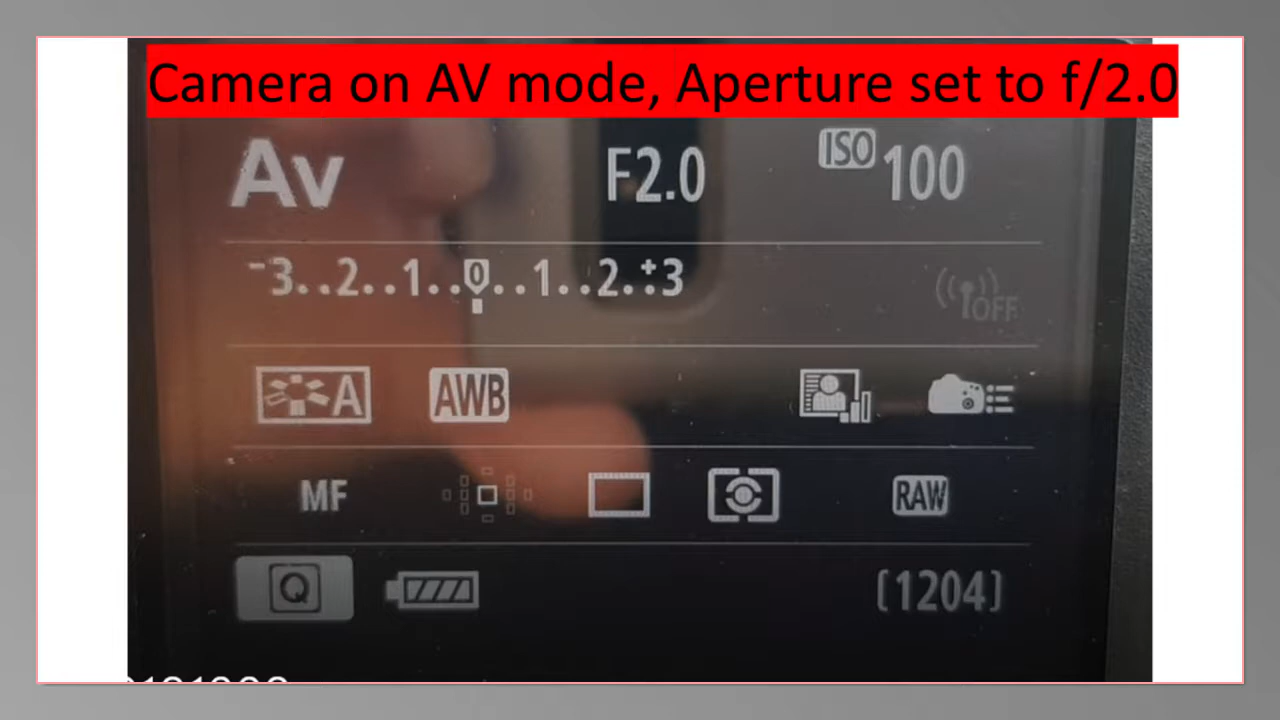 Camera on AV mode, Aperture set to f/2.0
Av F2.0 ISO 100
-3..2..1..0..1..2..+3 OFF
A AWB
MF RAW
Q [1204]